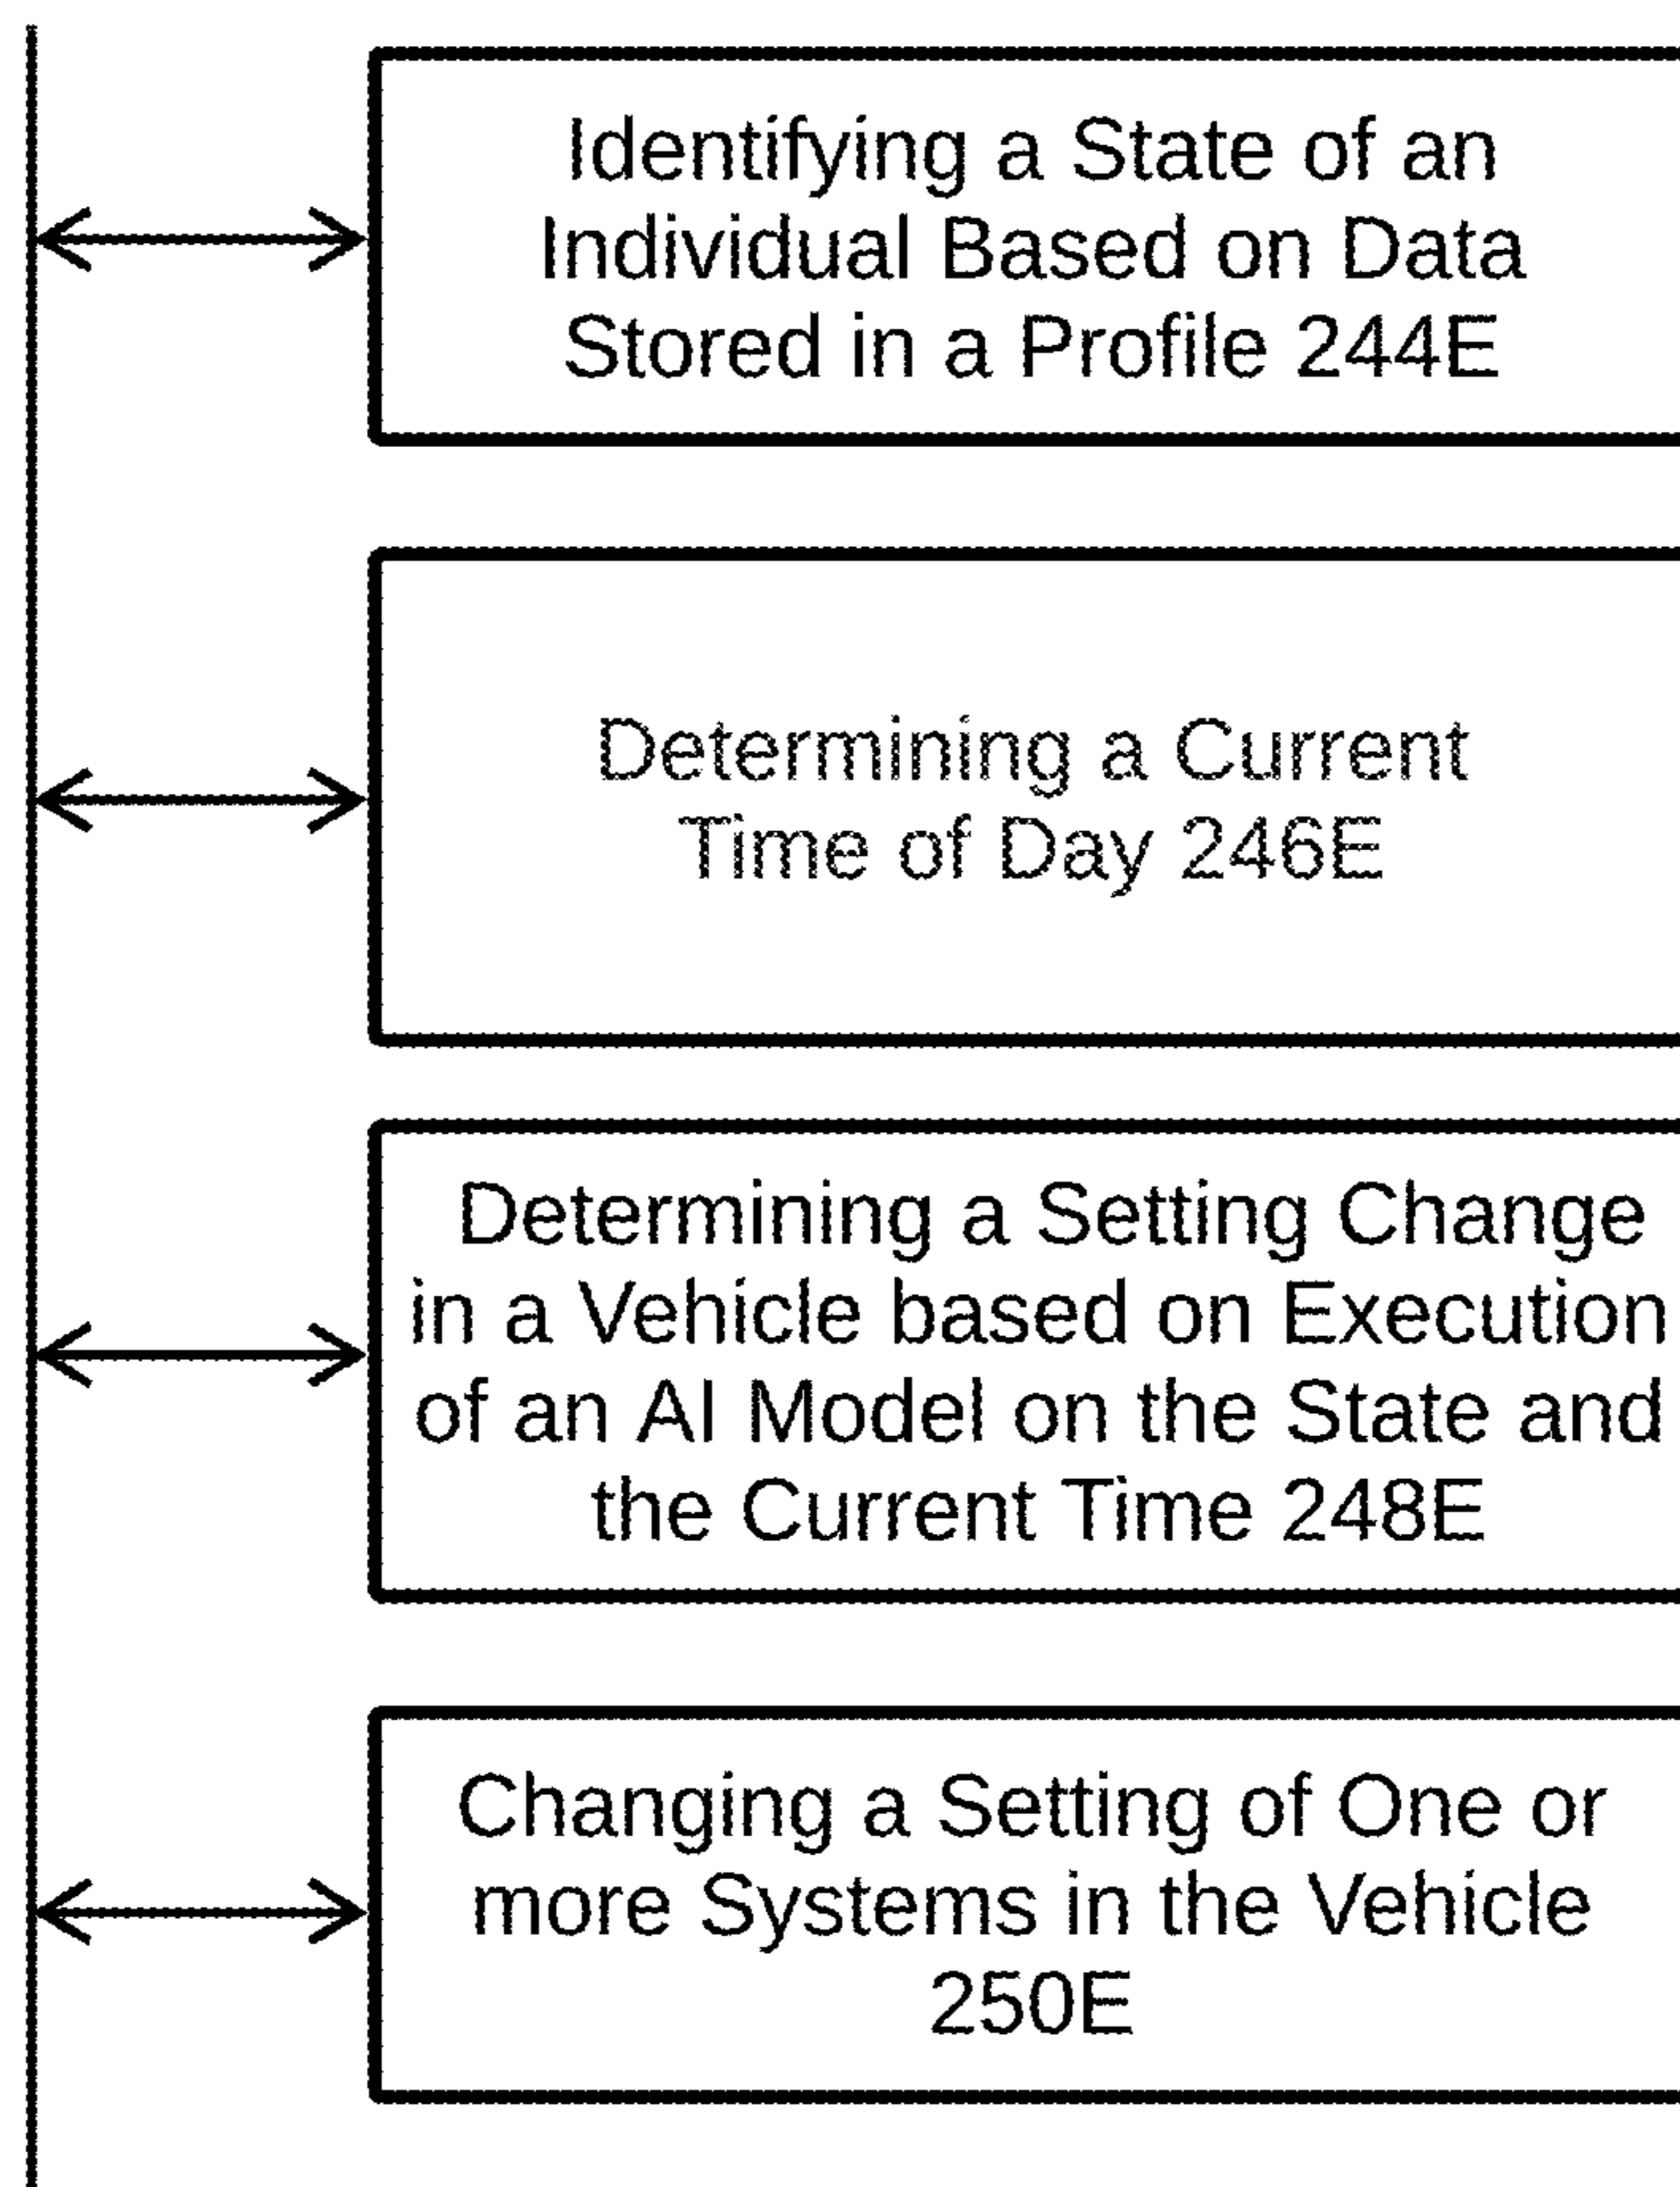 Identifying a State of an
Individual Based on Data
Stored in a Profile 244E
Determining a Current
Time of Day 246E
Determining a Setting Change
in a Vehicle based on Execution
of an AI Model on the State and
the Current Time 248E
Changing a Setting of One or
more Systems in the Vehicle
250E